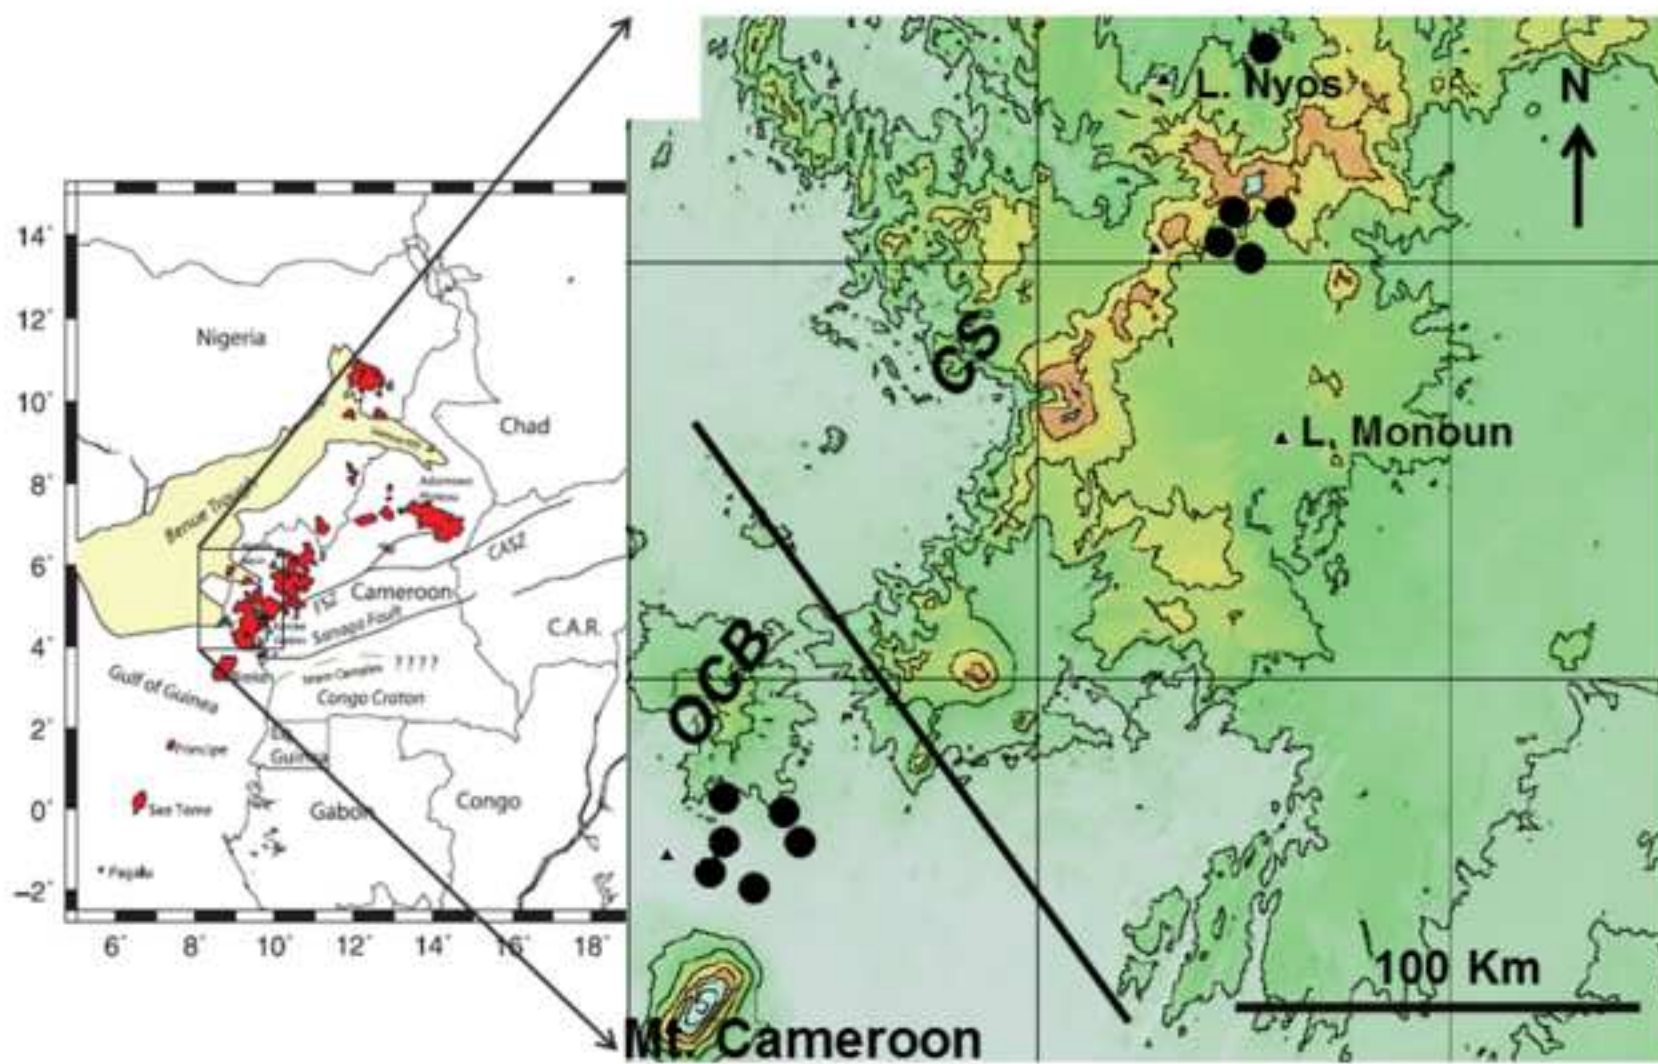 14°
12°
10°
8°
6°
4°
2°
0°
−2°
6°
8°
10°
12°
14°
16°
18°
Nigeria
Chad
Benue Trough
Adamawa
CASZ
FSZ
Cameroon
Sanaga Fault
C.A.R.
????
Congo Craton
Gulf of Guinea
Principe
Guinea
Sao Tome
Gabon
Congo
Pagalu
L. Nyos
N
CS
L. Monoun
OCB
100 Km
Mt. Cameroon